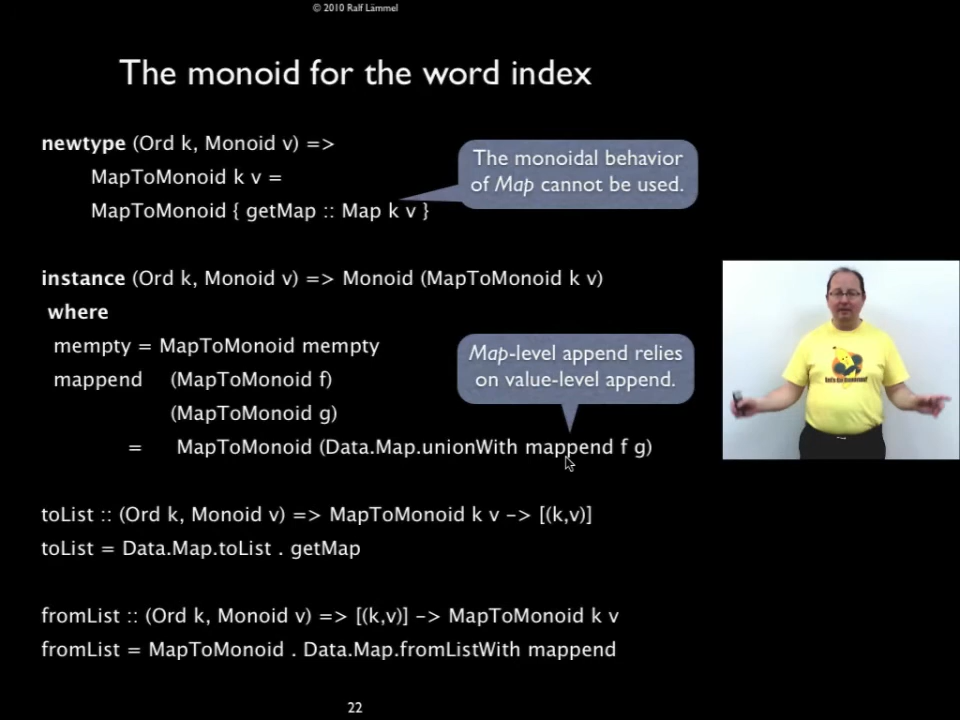 © 2010 Ralf Lämmel
The monoid for the word index
newtype (Ord k, Monoid v) =>
MapToMonoid k v =
MapToMonoid { getMap :: Map k v }
The monoidal behavior
of Map cannot be used.
instance (Ord k, Monoid v) => Monoid (MapToMonoid k v)
where
mempty = MapToMonoid mempty
mappend (MapToMonoid f)
(MapToMonoid g)
= MapToMonoid (Data.Map.unionWith mappend f g)
Map-level append relies
on value-level append.
toList :: (Ord k, Monoid v) => MapToMonoid k v -> [(k,v)]
toList = Data.Map.toList . getMap
fromList :: (Ord k, Monoid v) => [(k,v)] -> MapToMonoid k v
fromList = MapToMonoid . Data.Map.fromListWith mappend
22